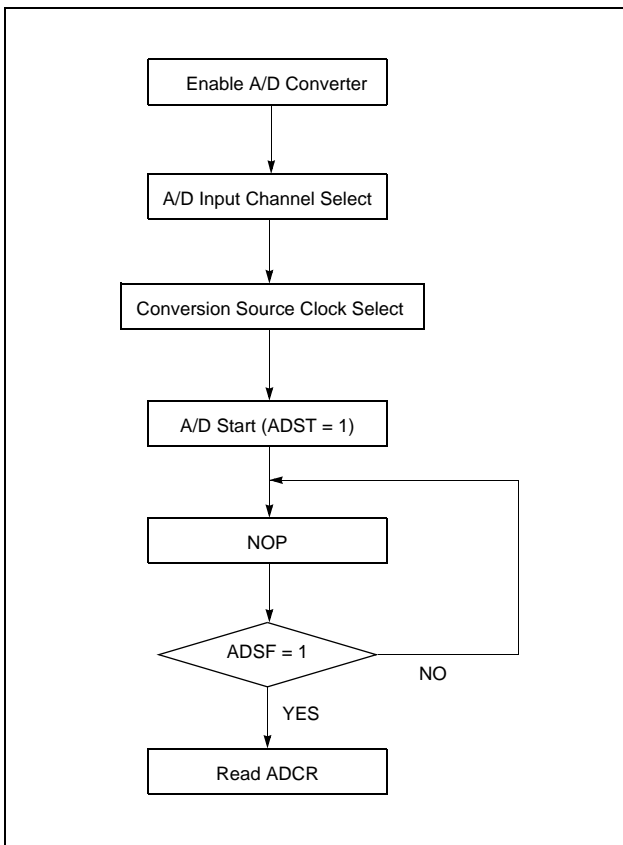 Enable A/D Converter
A/D Input Channel Select
Conversion Source Clock Select
A/D Start (ADST = 1)
NOP
ADSF = 1
NO
YES
Read ADCR